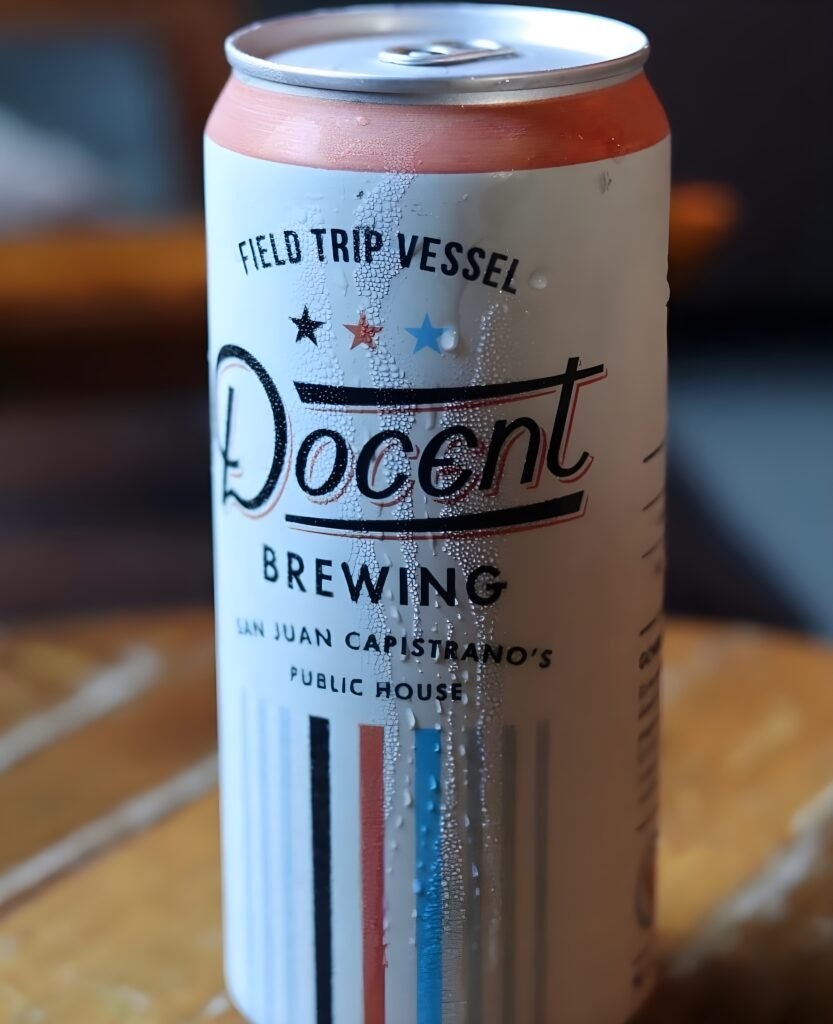 FIELD TRIP VESSEL
Docent
BREWING
SAN JUAN CAPISTRANO'S
PUBLIC HOUSE